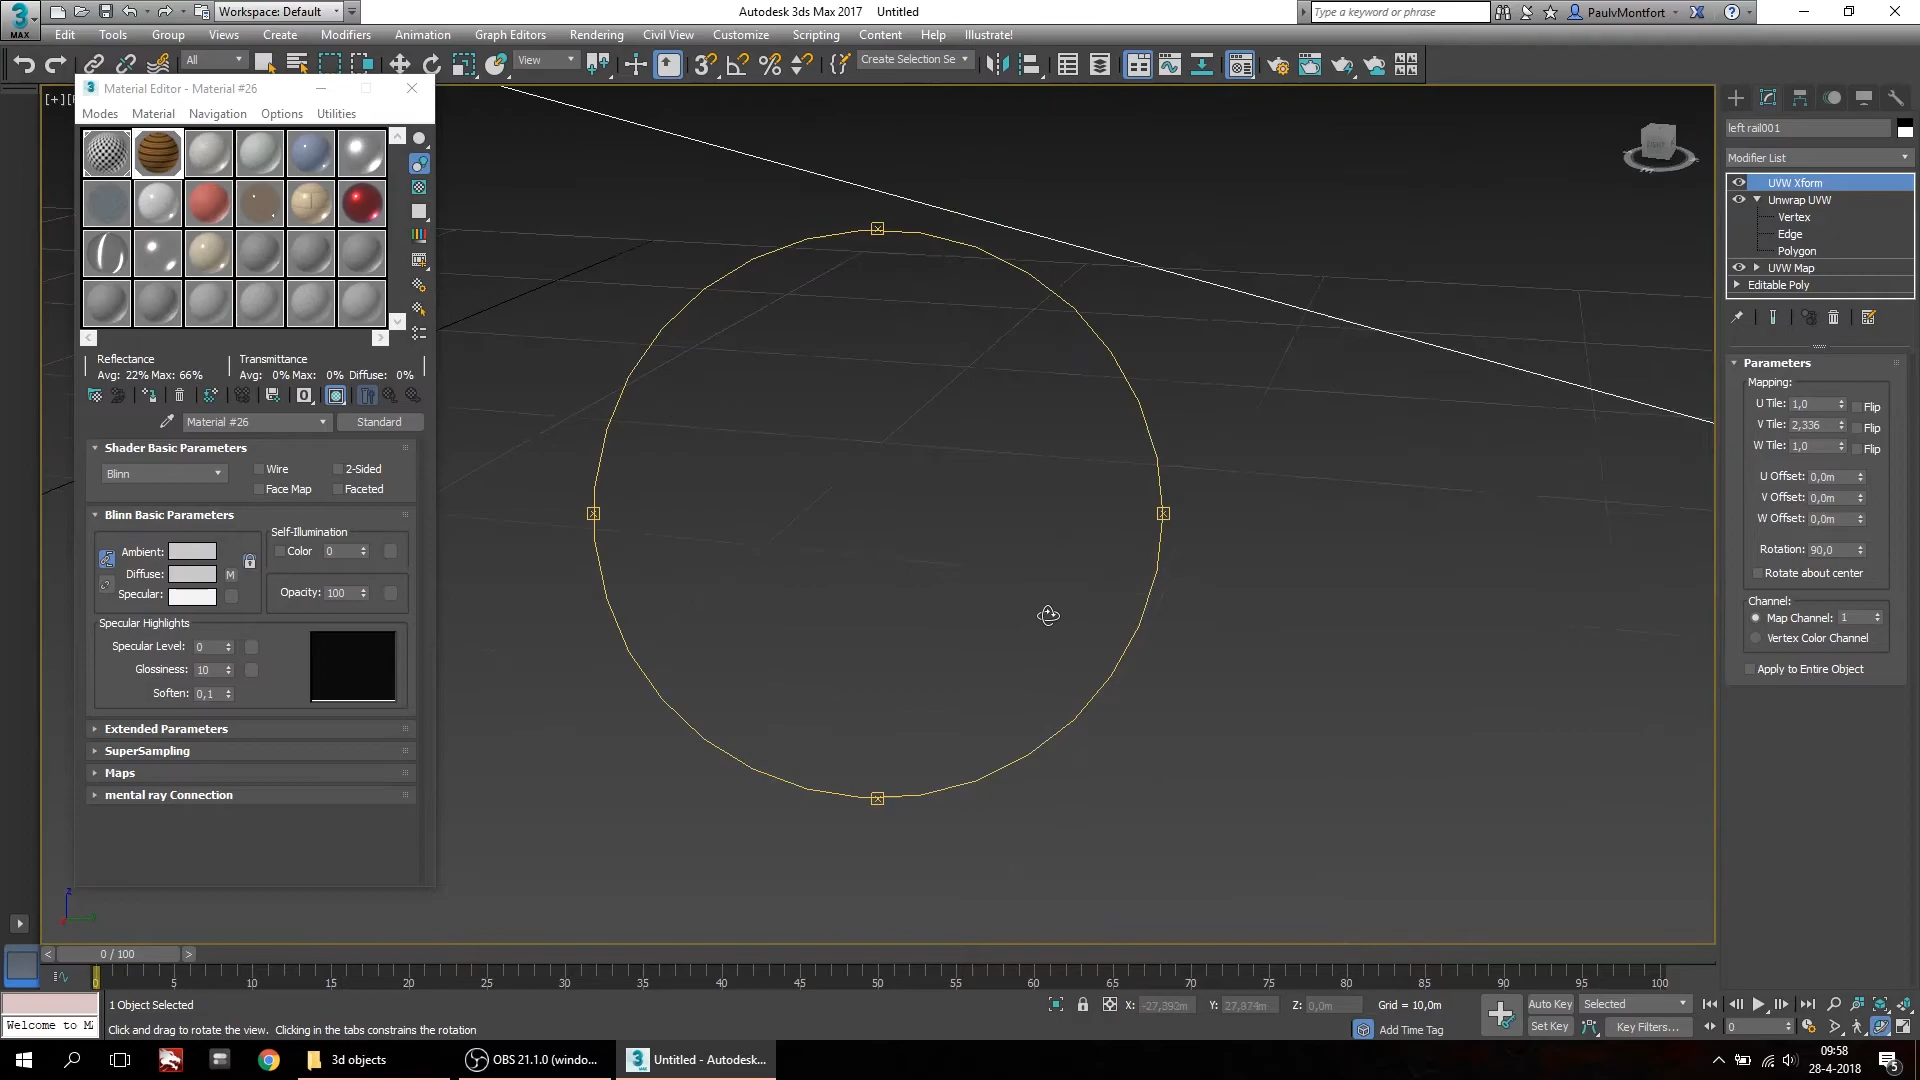 Workspace: Default
Autodesk 3ds Max 2017 Untitled
Type a keyword or phrase
PaulvMontfort
MAX
Edit Tools Group Views Create Modifiers Animation Graph Editors Rendering Civil View Customize Scripting Content Help Illustrate!
All
View
Create Selection Se
Material Editor - Material #26
Modes Material Navigation Options Utilities
Reflectance
Avg: 22% Max: 66%
Transmittance
Avg: 0% Max: 0% Diffuse: 0%
Material #26
Standard
Shader Basic Parameters
Blinn
Wire
2-Sided
Face Map
Faceted
Blinn Basic Parameters
Self-Illumination
Ambient:
Color 0
Diffuse:
M
Specular:
Opacity: 100
Specular Highlights
Specular Level: 0
Glossiness: 10
Soften: 0,1
Extended Parameters
SuperSampling
Maps
mental ray Connection
left rail001
Modifier List
UVW Xform
Unwrap UVW
Vertex
Edge
Polygon
UVW Map
Editable Poly
Parameters
Mapping:
U Tile: 1,0 Flip
V Tile: 2,336 Flip
W Tile: 1,0 Flip
U Offset: 0,0m
V Offset: 0,0m
W Offset: 0,0m
Rotation: 90,0
Rotate about center
Channel:
Map Channel: 1
Vertex Color Channel
Apply to Entire Object
0 / 100
0 5 10 15 20 25 30 35 40 45 50 55 60 65 70 75 80 85 90 95 100
1 Object Selected
X: -27,392m Y: 27,874m Z: 0,0m Grid = 10,0m
Auto Key
Selected
Welcome to M
Click and drag to rotate the view. Clicking in the tabs constrains the rotation
Add Time Tag
Set Key
Key Filters...
0
3d objects
OBS 21.1.0 (windo...
Untitled - Autodesk...
09:58
28-4-2018
5